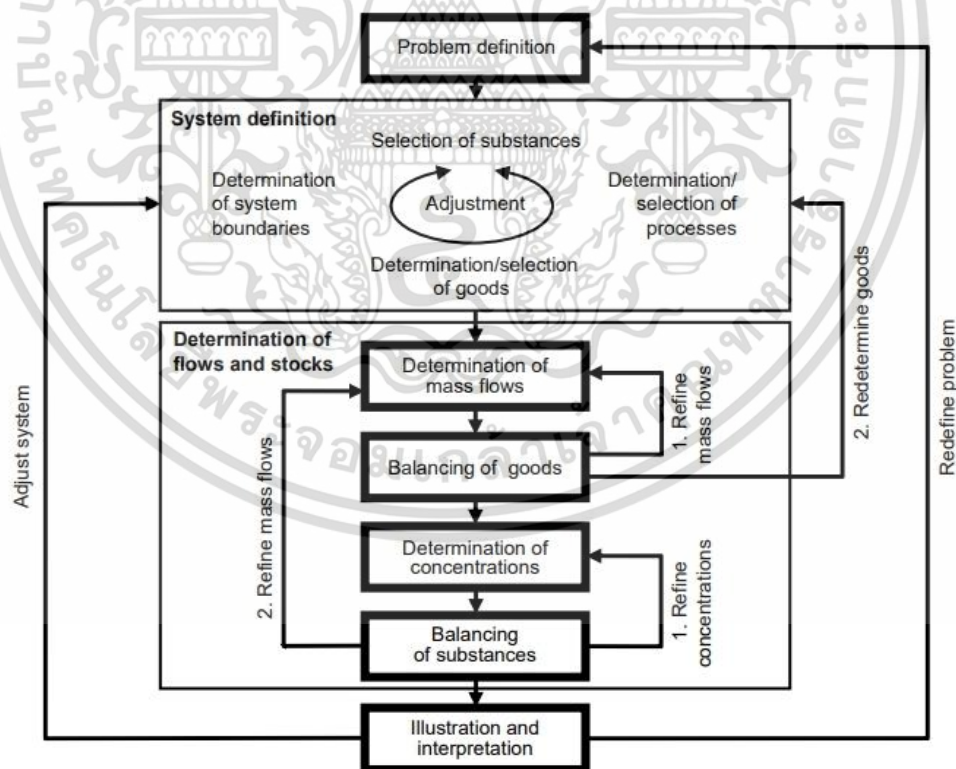 Problem definition
System definition
Selection of substances
Determination
of system
boundaries
Adjustment
Determination/
selection of
processes
Determination/selection
of goods
Determination of
flows and stocks
Determination of
mass flows
1. Refine
mass flows
Balancing of goods
2. Redetermine goods
Determination of
concentrations
2. Refine mass flows
1. Refine
concentrations
Balancing
of substances
Adjust system
Redefine problem
Illustration and
interpretation